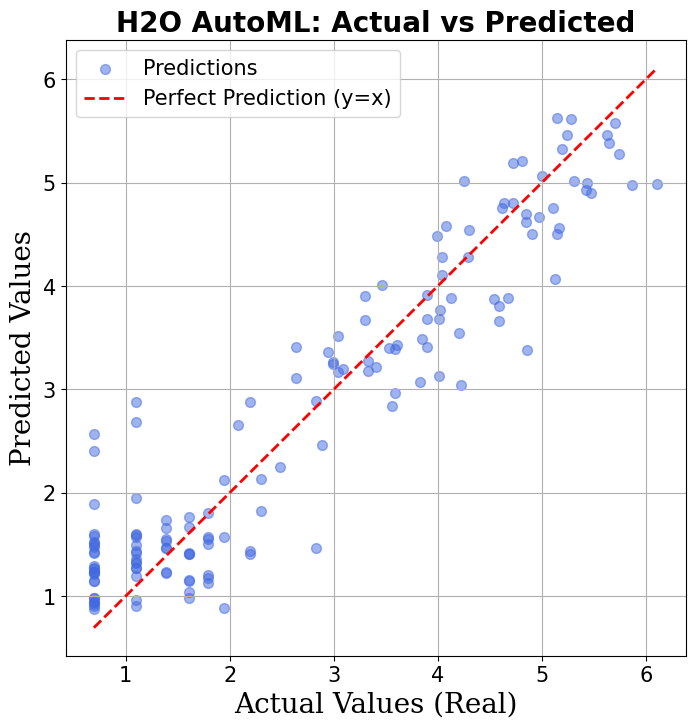 H2O AutoML: Actual vs Predicted
Predictions
Perfect Prediction (y=x)
6
5
4
3
2
1
Predicted Values
1 2 3 4 5 6
Actual Values (Real)